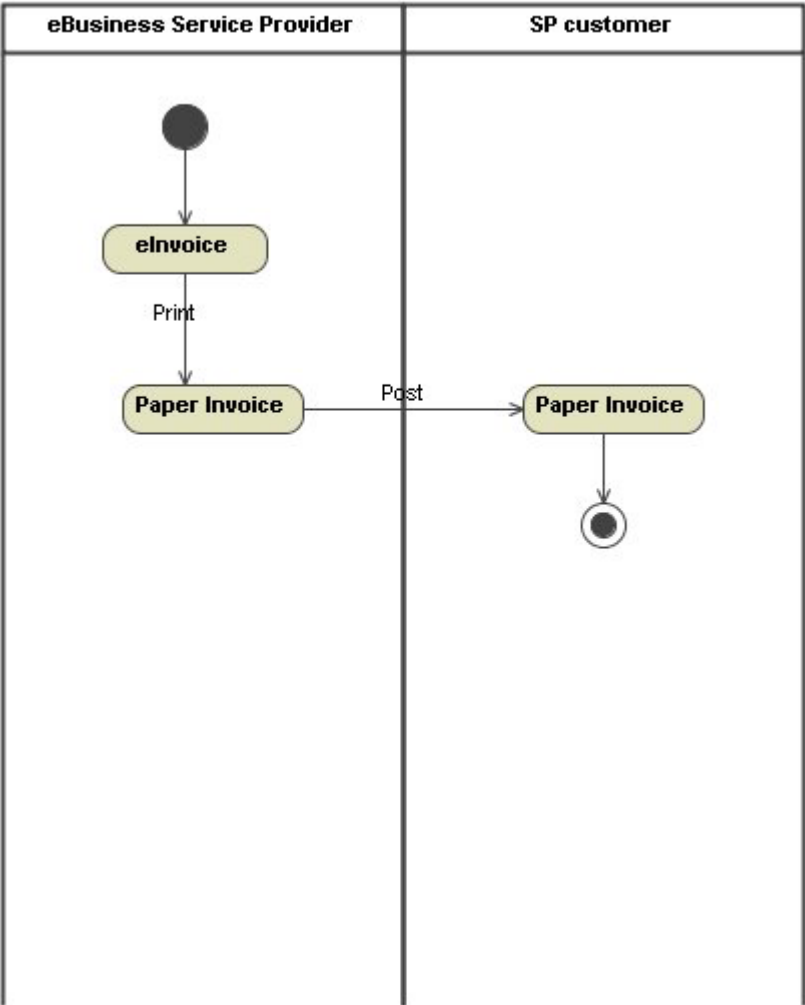 eBusiness Service Provider
SP customer
eInvoice
Print
Paper Invoice
Post
Paper Invoice